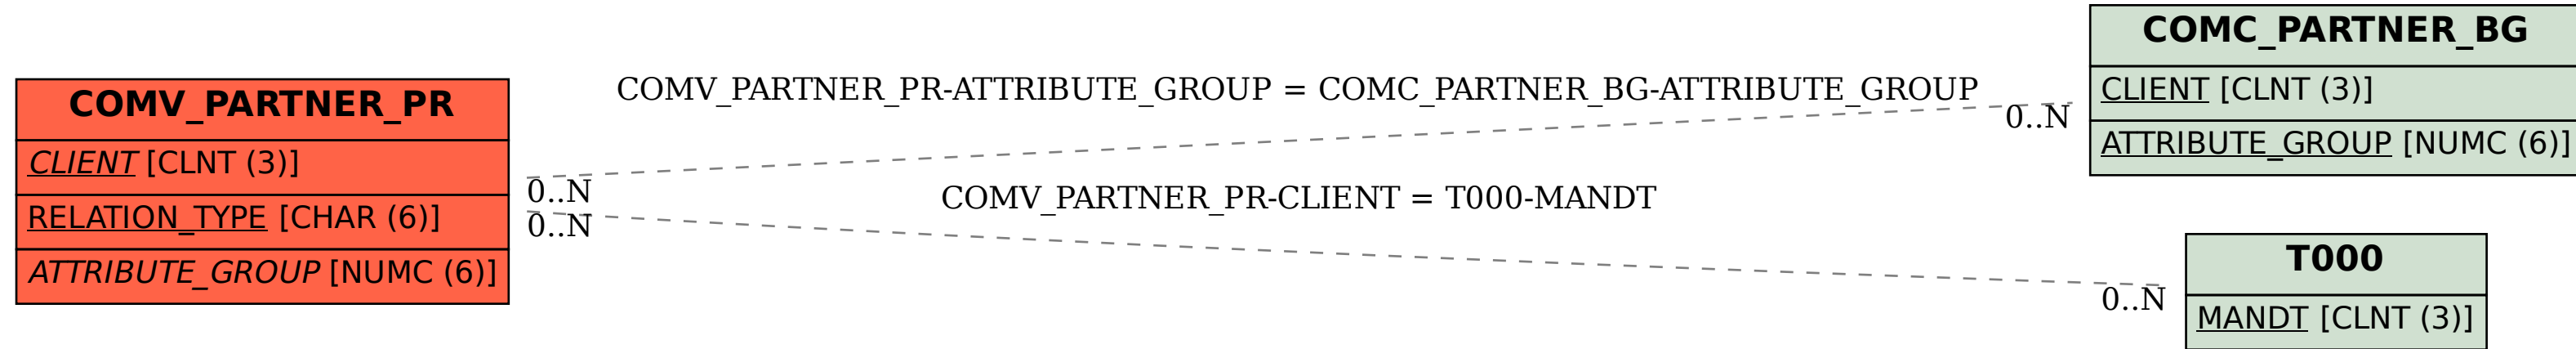 COMV_PARTNER_PR
CLIENT [CLNT (3)]
RELATION_TYPE [CHAR (6)]
ATTRIBUTE_GROUP [NUMC (6)]
COMV_PARTNER_PR-ATTRIBUTE_GROUP = COMC_PARTNER_BG-ATTRIBUTE_GROUP
0..N
0..N
COMV_PARTNER_PR-CLIENT = T000-MANDT
0..N
0..N
COMC_PARTNER_BG
CLIENT [CLNT (3)]
ATTRIBUTE_GROUP [NUMC (6)]
T000
MANDT [CLNT (3)]